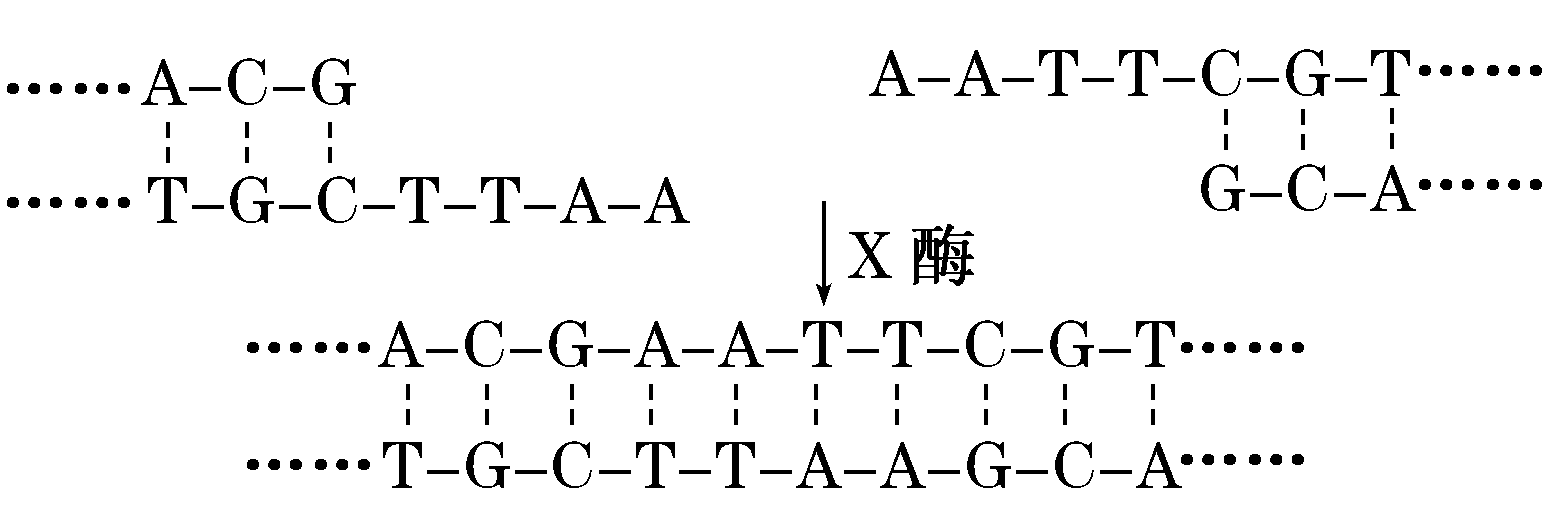 ……A-C-G A-A-T-T-C-G-T……
……T-G-C-T-T-A-A G-C-A……
X 酶
……A-C-G-A-A-T-T-C-G-T……
……T-G-C-T-T-A-A-G-C-A……